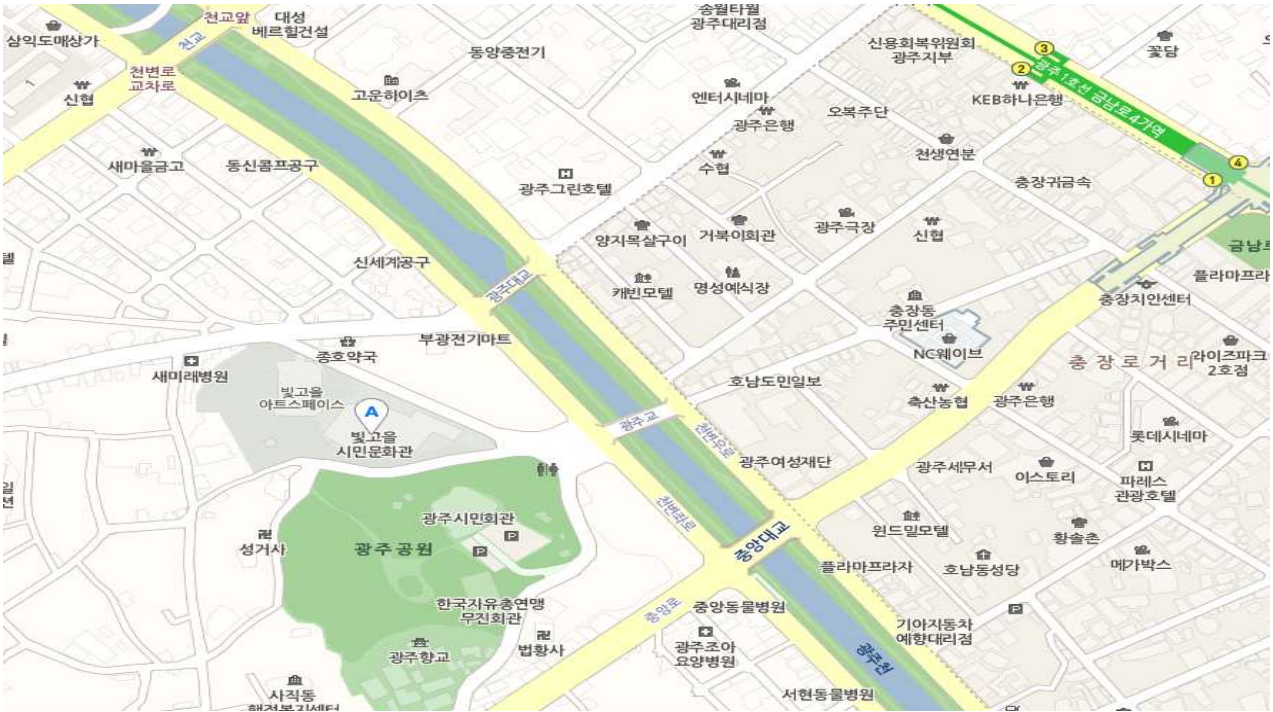 송월타월
광주대리점
천교앞
대성
베르힐건설
삼익도매상가
천교
동양중전기
신용회복위원회
광주지부
꽃담
3
2
광주1호선 금남로4가역
천변로
교차로
1
신협
고운하이츠
엔터시네마
KEB하나은행
광주은행
오복주단
천생연분
4
1
새마을금고
동신콤프공구
광주그린호텔
수협
충장귀금속
양지목살구이
거북이회관
광주극장
신협
신세계공구
광주대교
캐빈모텔
명성예식장
플라마프라
충장치안센터
충장동
주민센터
부광전기마트
종호약국
NC웨이브
충장로거리
라이즈파크
2호점
새미래병원
빛고을
아트스페이스
A
빛고을
시민문화관
호남도민일보
축산농협
광주은행
광주교
천변우로
롯데시네마
광주여성재단
광주세무서
이스토리
파레스
관광호텔
천변좌로
광주시민회관
P
P
성거사
광주공원
중앙대교
윈드밀모텔
황솔촌
메가박스
플라마프라자
호남동성당
한국자유총연맹
무진회관
중앙로
중앙동물병원
P
기아자동차
예향대리점
법황사
광주조아
요양병원
광주향교
광주천
사직동
행정복지센터
서현동물병원